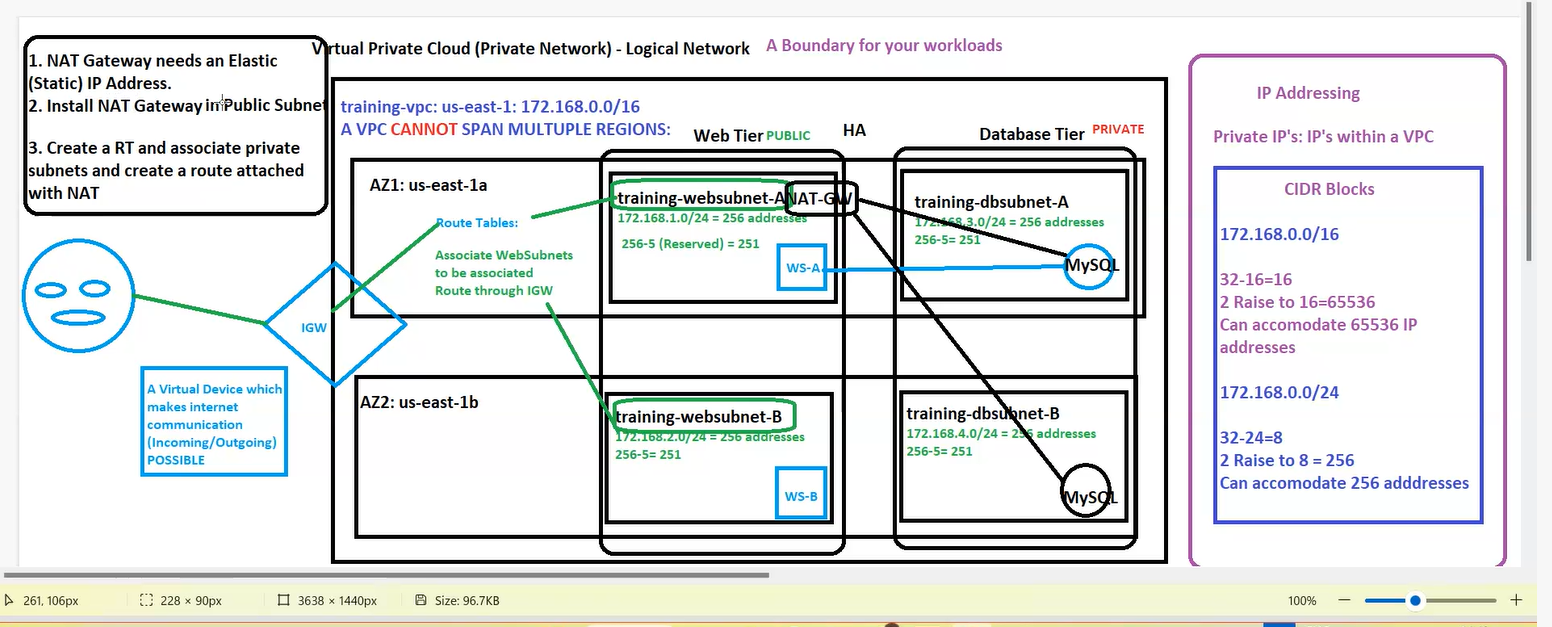 1. NAT Gateway needs an Elastic
(Static) IP Address.
2. Install NAT Gateway in Public Subnet
3. Create a RT and associate private
subnets and create a route attached
with NAT
Virtual Private Cloud (Private Network) - Logical Network
A Boundary for your workloads
training-vpc: us-east-1: 172.168.0.0/16
A VPC CANNOT SPAN MULTUPLE REGIONS:
Web Tier PUBLIC
HA
Database Tier PRIVATE
AZ1: us-east-1a
Route Tables:
Associate WebSubnets
to be associated
Route through IGW
training-websubnet-A
NAT-GW
172.168.1.0/24 = 256 addresses
256-5 (Reserved) = 251
WS-A
training-dbsubnet-A
172.168.3.0/24 = 256 addresses
256-5= 251
MySQL
IGW
A Virtual Device which
makes internet
communication
(Incoming/Outgoing)
POSSIBLE
AZ2: us-east-1b
training-websubnet-B
172.168.2.0/24 = 256 addresses
256-5= 251
WS-B
training-dbsubnet-B
172.168.4.0/24 = 256 addresses
256-5= 251
MySQL
IP Addressing
Private IP's: IP's within a VPC
CIDR Blocks
172.168.0.0/16
32-16=16
2 Raise to 16=65536
Can accomodate 65536 IP
addresses
172.168.0.0/24
32-24=8
2 Raise to 8 = 256
Can accomodate 256 adddresses
261, 106px
228 × 90px
3638 × 1440px
Size: 96.7KB
100%